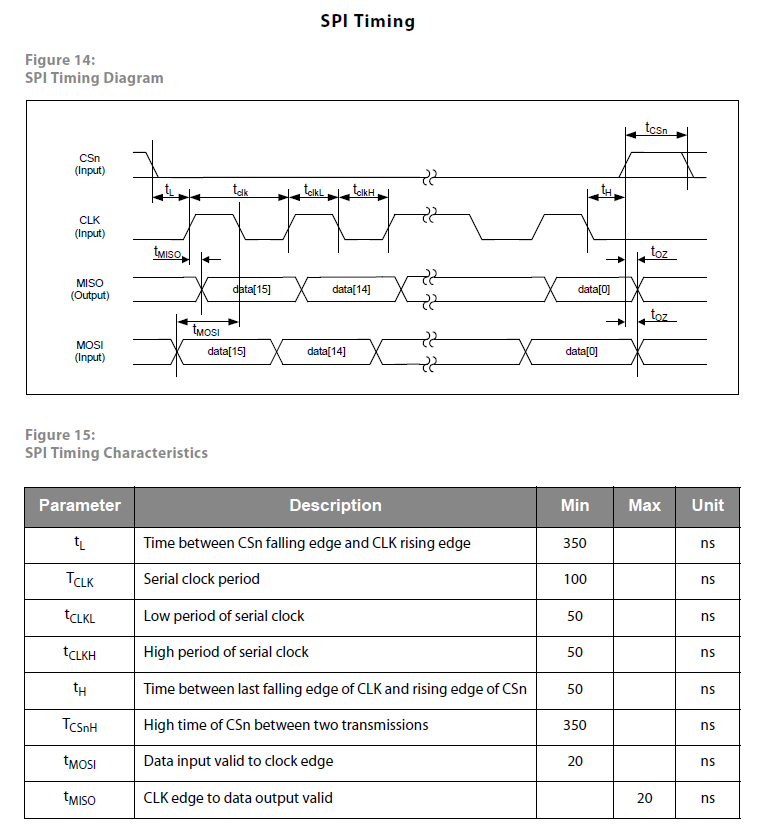 SPI Timing
Figure 14:
SPI Timing Diagram
tCSn
CSn
(Input)
tL
tclk
tclkL
tclkH
tH
CLK
(Input)
tMISO
tOZ
MISO
(Output)
data[15]
data[14]
data[0]
tMOSI
tOZ
MOSI
(Input)
data[15]
data[14]
data[0]
Figure 15:
SPI Timing Characteristics
Parameter Description Min Max Unit
tL Time between CSn falling edge and CLK rising edge 350 ns
TCLK Serial clock period 100 ns
tCLKL Low period of serial clock 50 ns
tCLKH High period of serial clock 50 ns
tH Time between last falling edge of CLK and rising edge of CSn 50 ns
TCSnH High time of CSn between two transmissions 350 ns
tMOSI Data input valid to clock edge 20 ns
tMISO CLK edge to data output valid 20 ns